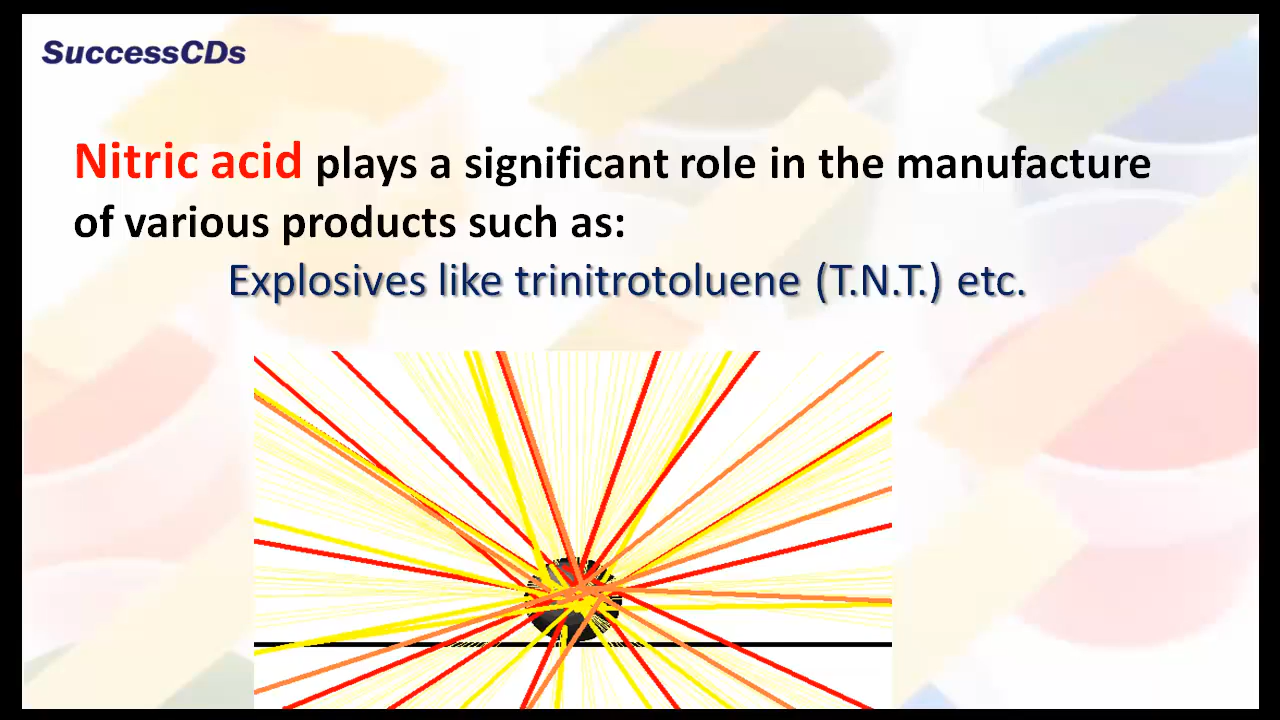 SuccessCDs
Nitric acid plays a significant role in the manufacture
of various products such as:
Explosives like trinitrotoluene (T.N.T.) etc.